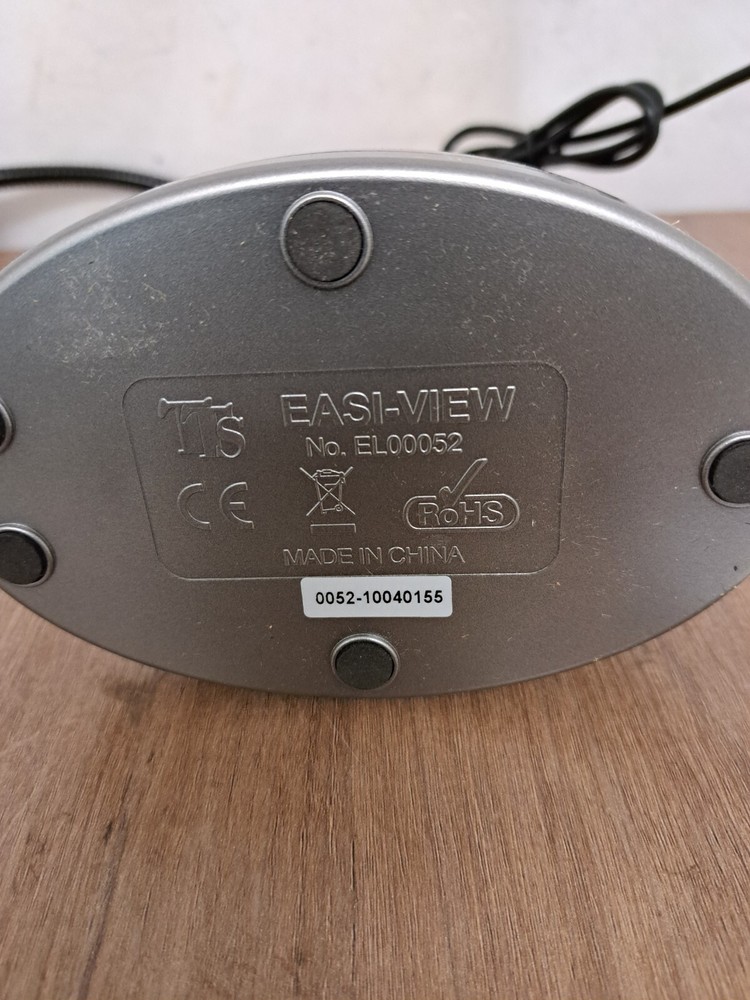 TTS
EASI-VIEW
No. EL00052
CE
RoHS
MADE IN CHINA
0052-10040155